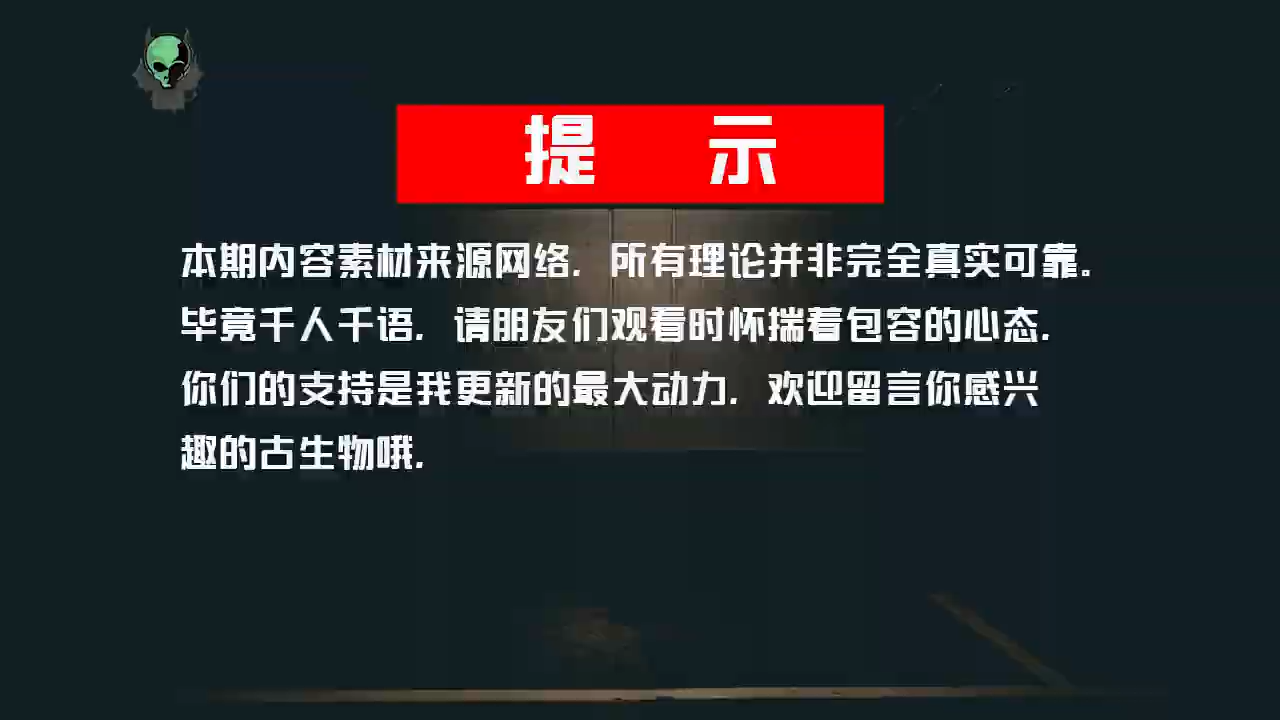 提 示
本期内容素材来源网络. 所有理论并非完全真实可靠。
毕竟千人千语. 请朋友们观看时怀揣着包容的心态.
你们的支持是我更新的最大动力. 欢迎留言你感兴
趣的古生物哦.